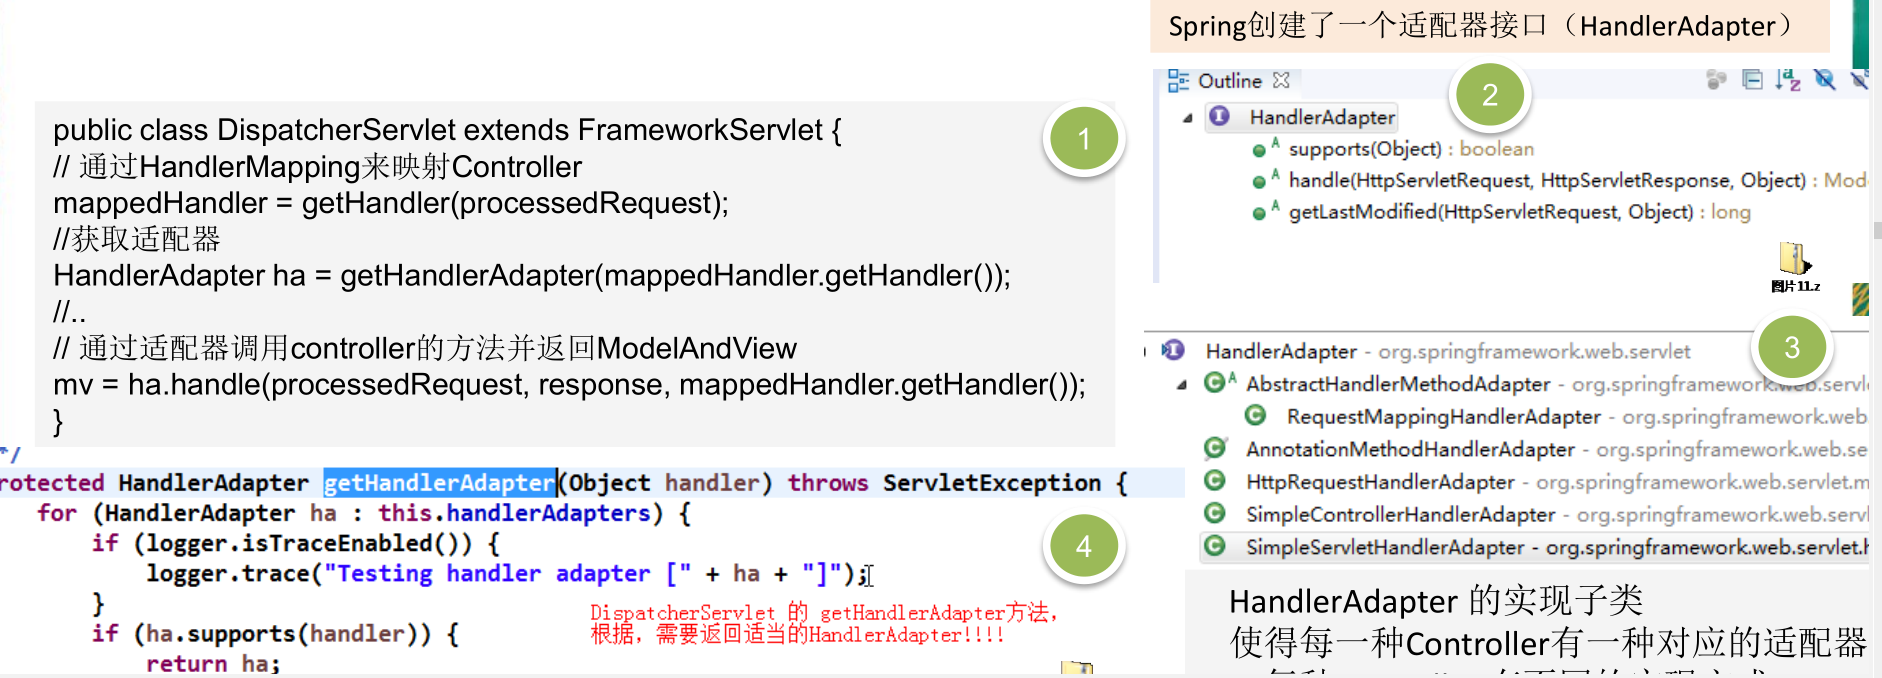 Spring创建了一个适配器接口（HandlerAdapter）
public class DispatcherServlet extends FrameworkServlet {
// 通过HandlerMapping来映射Controller
mappedHandler = getHandler(processedRequest);
//获取适配器
HandlerAdapter ha = getHandlerAdapter(mappedHandler.getHandler());
//..
// 通过适配器调用controller的方法并返回ModelAndView
mv = ha.handle(processedRequest, response, mappedHandler.getHandler());
}
1
Outline
2
HandlerAdapter
supports(Object) : boolean
handle(HttpServletRequest, HttpServletResponse, Object) : Mod
getLastModified(HttpServletRequest, Object) : long
图片11.z
3
HandlerAdapter - org.springframework.web.servlet
AbstractHandlerMethodAdapter - org.springframework.web.servl
RequestMappingHandlerAdapter - org.springframework.web
AnnotationMethodHandlerAdapter - org.springframework.web.se
HttpRequestHandlerAdapter - org.springframework.web.servlet.m
SimpleControllerHandlerAdapter - org.springframework.web.servl
SimpleServletHandlerAdapter - org.springframework.web.servlet.h
HandlerAdapter 的实现子类
使得每一种Controller有一种对应的适配器
*/
rotected HandlerAdapter getHandlerAdapter(Object handler) throws ServletException {
for (HandlerAdapter ha : this.handlerAdapters) {
if (logger.isTraceEnabled()) {
logger.trace("Testing handler adapter [" + ha + "]");
}
if (ha.supports(handler)) {
return ha;
4
DispatcherServlet 的 getHandlerAdapter方法，
根据，需要返回适当的HandlerAdapter!!!!